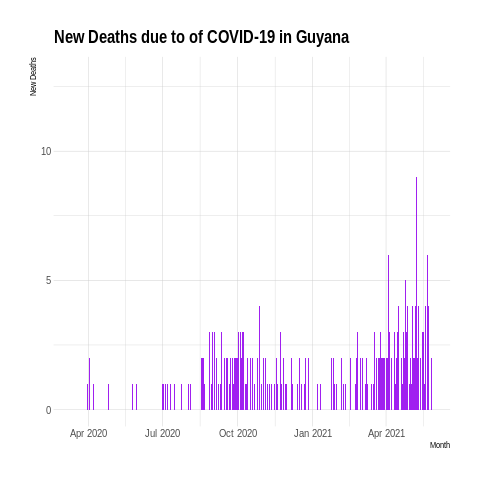 New Deaths due to of COVID-19 in Guyana
New Deaths
10
5
0
Apr 2020 Jul 2020 Oct 2020 Jan 2021 Apr 2021
Month